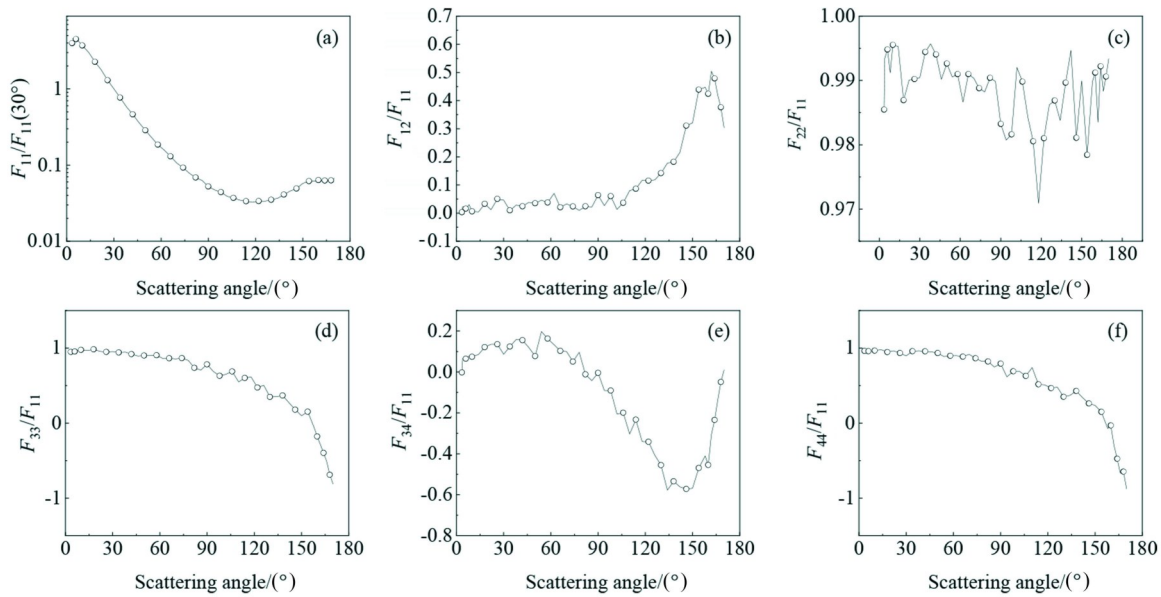 (a)
F₁₁/F₁₁(30°)
1
0.1
0.01
0 30 60 90 120 150 180
Scattering angle/(°)
(b)
F₁₂/F₁₁
0.7
0.6
0.5
0.4
0.3
0.2
0.1
0.0
-0.1
0 30 60 90 120 150 180
Scattering angle/(°)
(c)
F₂₂/F₁₁
1.00
0.99
0.98
0.97
0 30 60 90 120 150 180
Scattering angle/(°)
(d)
F₃₃/F₁₁
1
0
-1
0 30 60 90 120 150 180
Scattering angle/(°)
(e)
F₃₄/F₁₁
0.2
0.0
-0.2
-0.4
-0.6
-0.8
0 30 60 90 120 150 180
Scattering angle/(°)
(f)
F₄₄/F₁₁
1
0
-1
0 30 60 90 120 150 180
Scattering angle/(°)